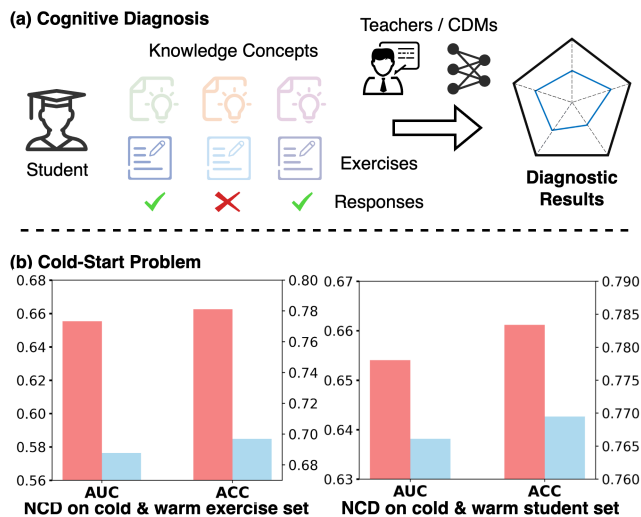 (a) Cognitive Diagnosis
Teachers / CDMs
Knowledge Concepts
Student
Exercises
Responses
Diagnostic
Results
(b) Cold-Start Problem
0.68
0.66
0.64
0.62
0.60
0.58
0.56
0.80
0.78
0.76
0.74
0.72
0.70
0.68
AUC
ACC
NCD on cold & warm exercise set
0.67
0.66
0.65
0.64
0.63
0.790
0.785
0.780
0.775
0.770
0.765
0.760
AUC
ACC
NCD on cold & warm student set